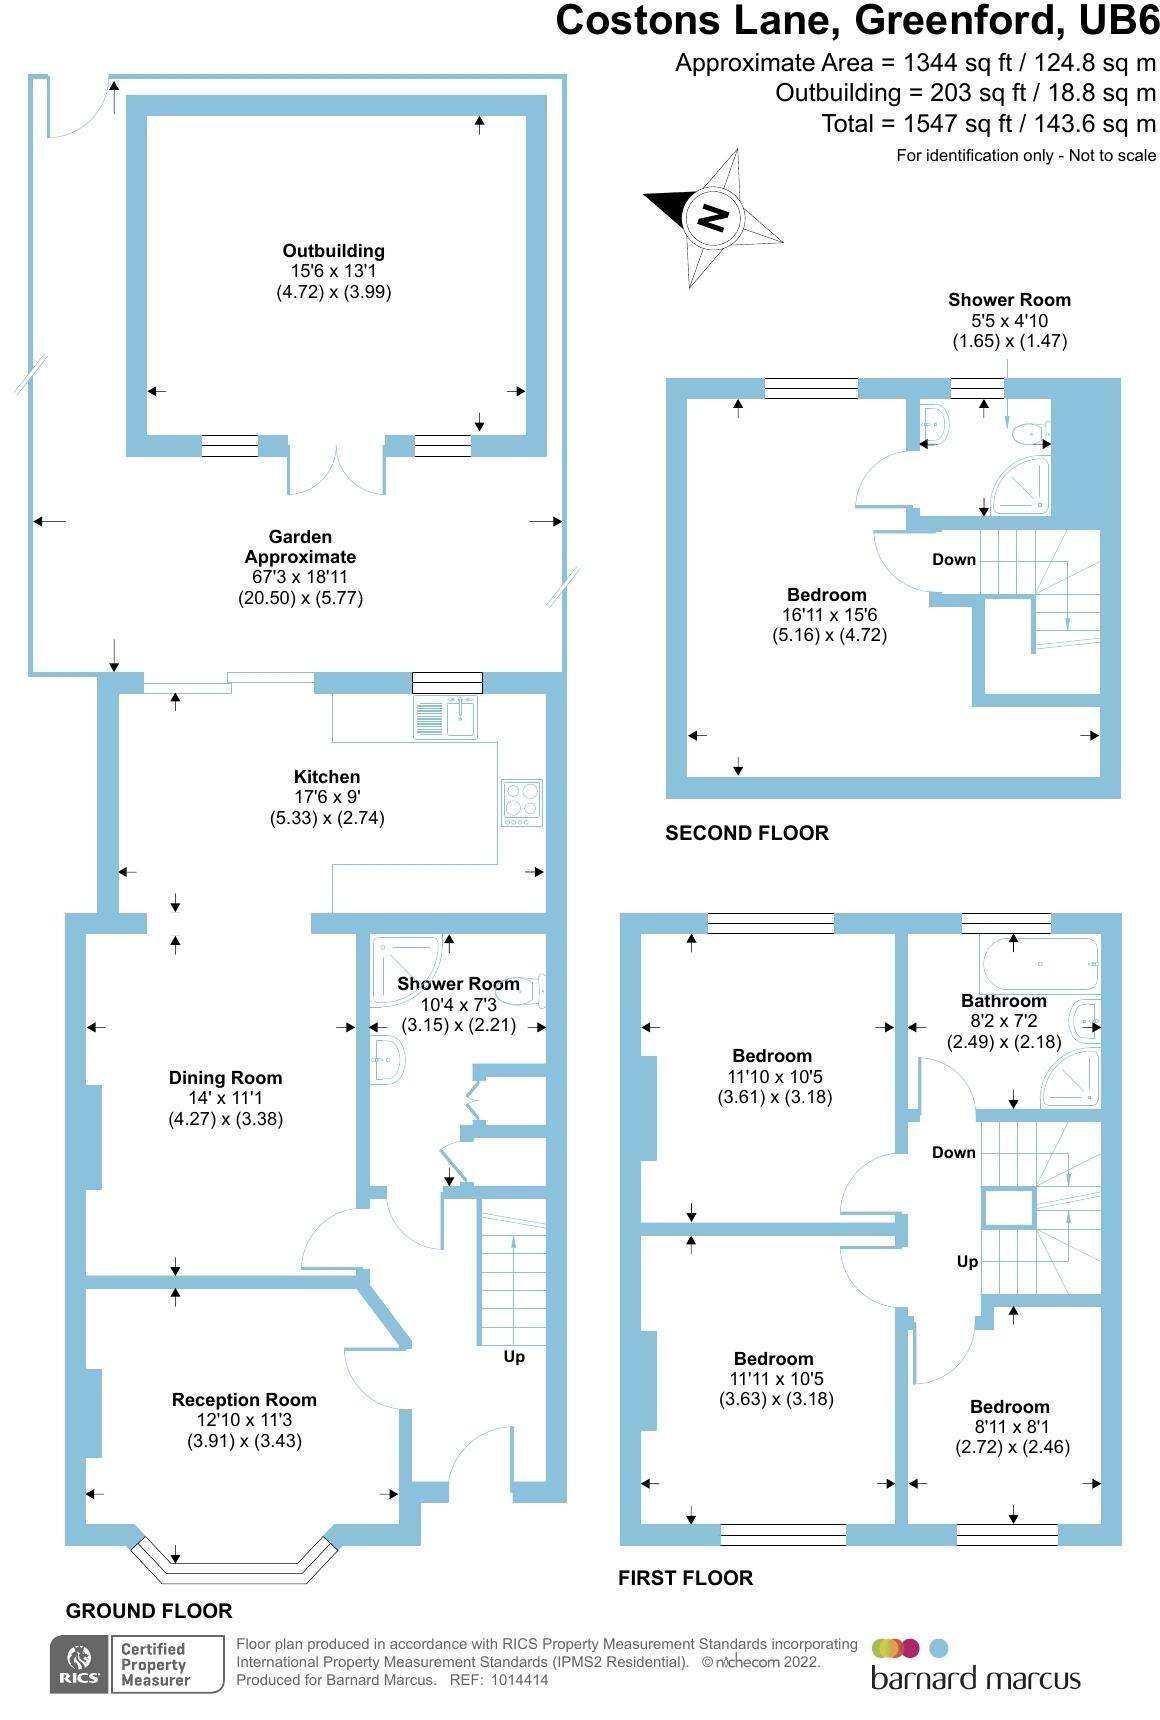 Costons Lane, Greenford, UB6
Approximate Area = 1344 sq ft / 124.8 sq m
Outbuilding = 203 sq ft / 18.8 sq m
Total = 1547 sq ft / 143.6 sq m
For identification only - Not to scale
N
Outbuilding
15'6 x 13'1
(4.72) x (3.99)
Garden
Approximate
67'3 x 18'11
(20.50) x (5.77)
Kitchen
17'6 x 9'
(5.33) x (2.74)
Shower Room
10'4 x 7'3
(3.15) x (2.21)
Dining Room
14' x 11'1
(4.27) x (3.38)
Up
Reception Room
12'10 x 11'3
(3.91) x (3.43)
GROUND FLOOR
Shower Room
5'5 x 4'10
(1.65) x (1.47)
Down
Bedroom
16'11 x 15'6
(5.16) x (4.72)
SECOND FLOOR
Bathroom
8'2 x 7'2
(2.49) x (2.18)
Bedroom
11'10 x 10'5
(3.61) x (3.18)
Down
Up
Bedroom
11'11 x 10'5
(3.63) x (3.18)
Bedroom
8'11 x 8'1
(2.72) x (2.46)
FIRST FLOOR
RICS
Certified
Property
Measurer
Floor plan produced in accordance with RICS Property Measurement Standards incorporating
International Property Measurement Standards (IPMS2 Residential). © nichecom 2022.
Produced for Barnard Marcus. REF: 1014414
barnard marcus